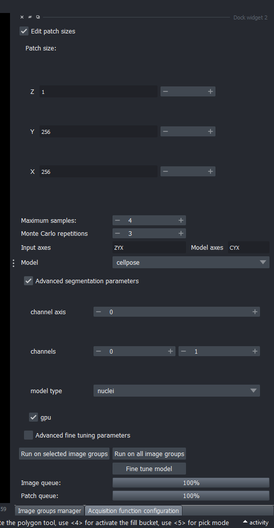 Dock widget 2
Edit patch sizes
Patch size:
Z 1
Y 256
X 256
Maximum samples: 4
Monte Carlo repetitions 3
Input axes ZYX Model axes CYX
Model cellpose
Advanced segmentation parameters
channel axis 0
channels 0 1
model type nuclei
gpu
Advanced fine tuning parameters
Run on selected image groups Run on all image groups
Fine tune model
Image queue: 100%
Patch queue: 100%
59 Image groups manager Acquisition function configuration
te the polygon tool, use <4> for activate the fill bucket, use <5> for pick mode activity